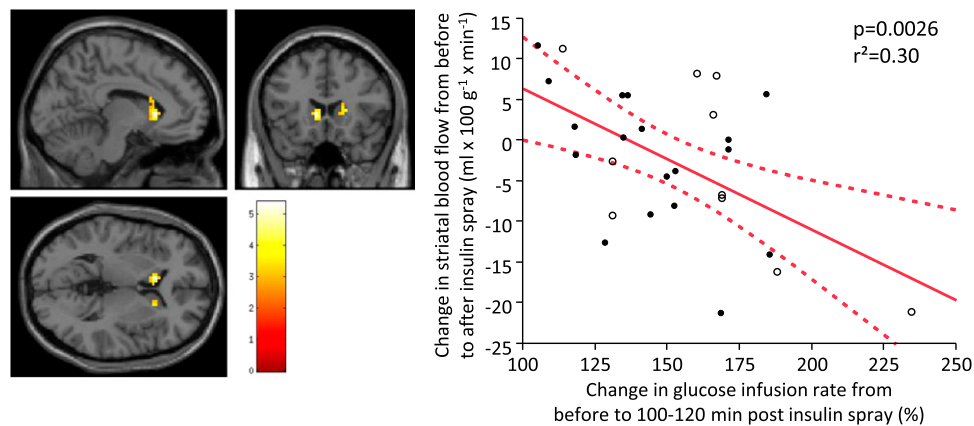 5
4
3
2
1
0
Change in striatal blood flow from before
to after insulin spray (ml x 100 g-1 x min-1)
15
10
5
0
-5
-10
-15
-20
-25
p=0.0026
r²=0.30
100 125 150 175 200 225 250
Change in glucose infusion rate from
before to 100-120 min post insulin spray (%)